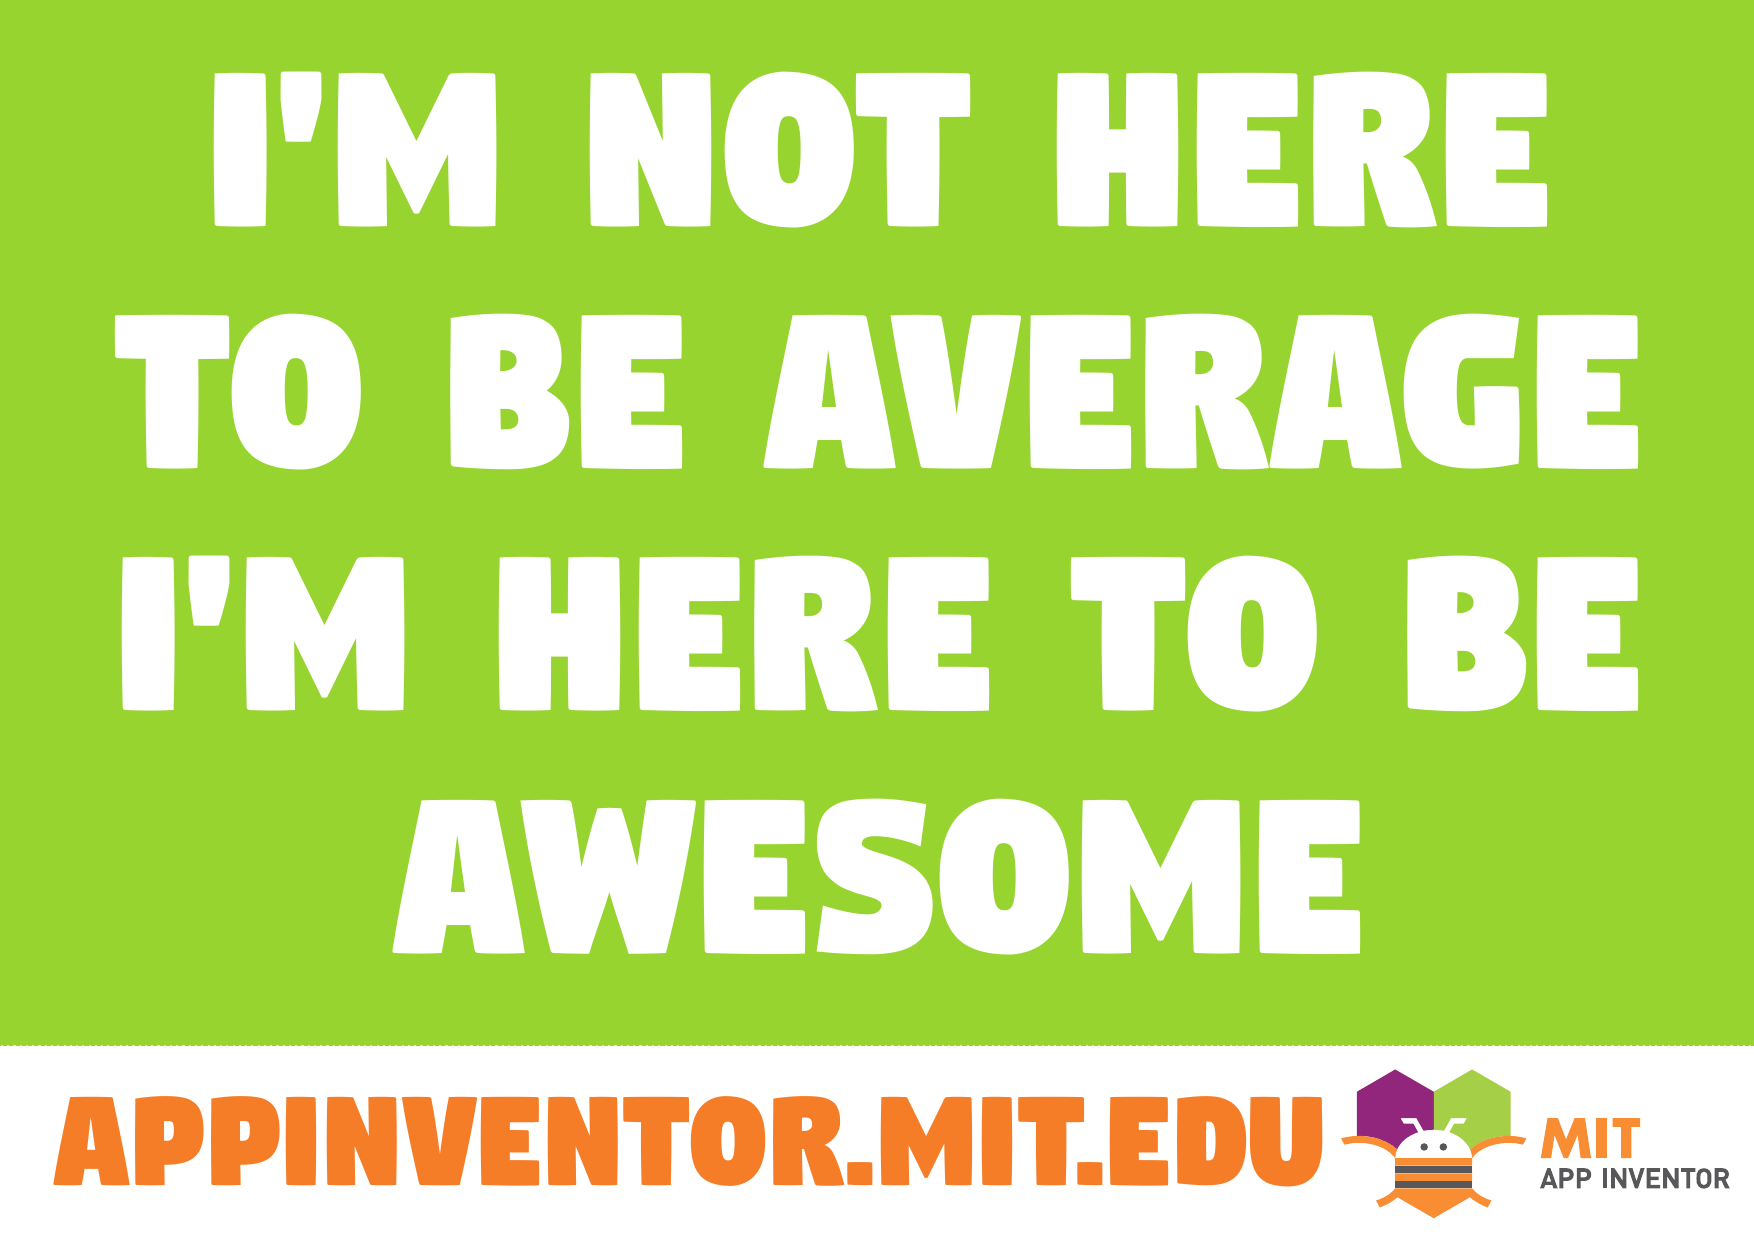 I'M NOT HERE
TO BE AVERAGE
I'M HERE TO BE
AWESOME
APPINVENTOR.MIT.EDU
MIT
APP INVENTOR